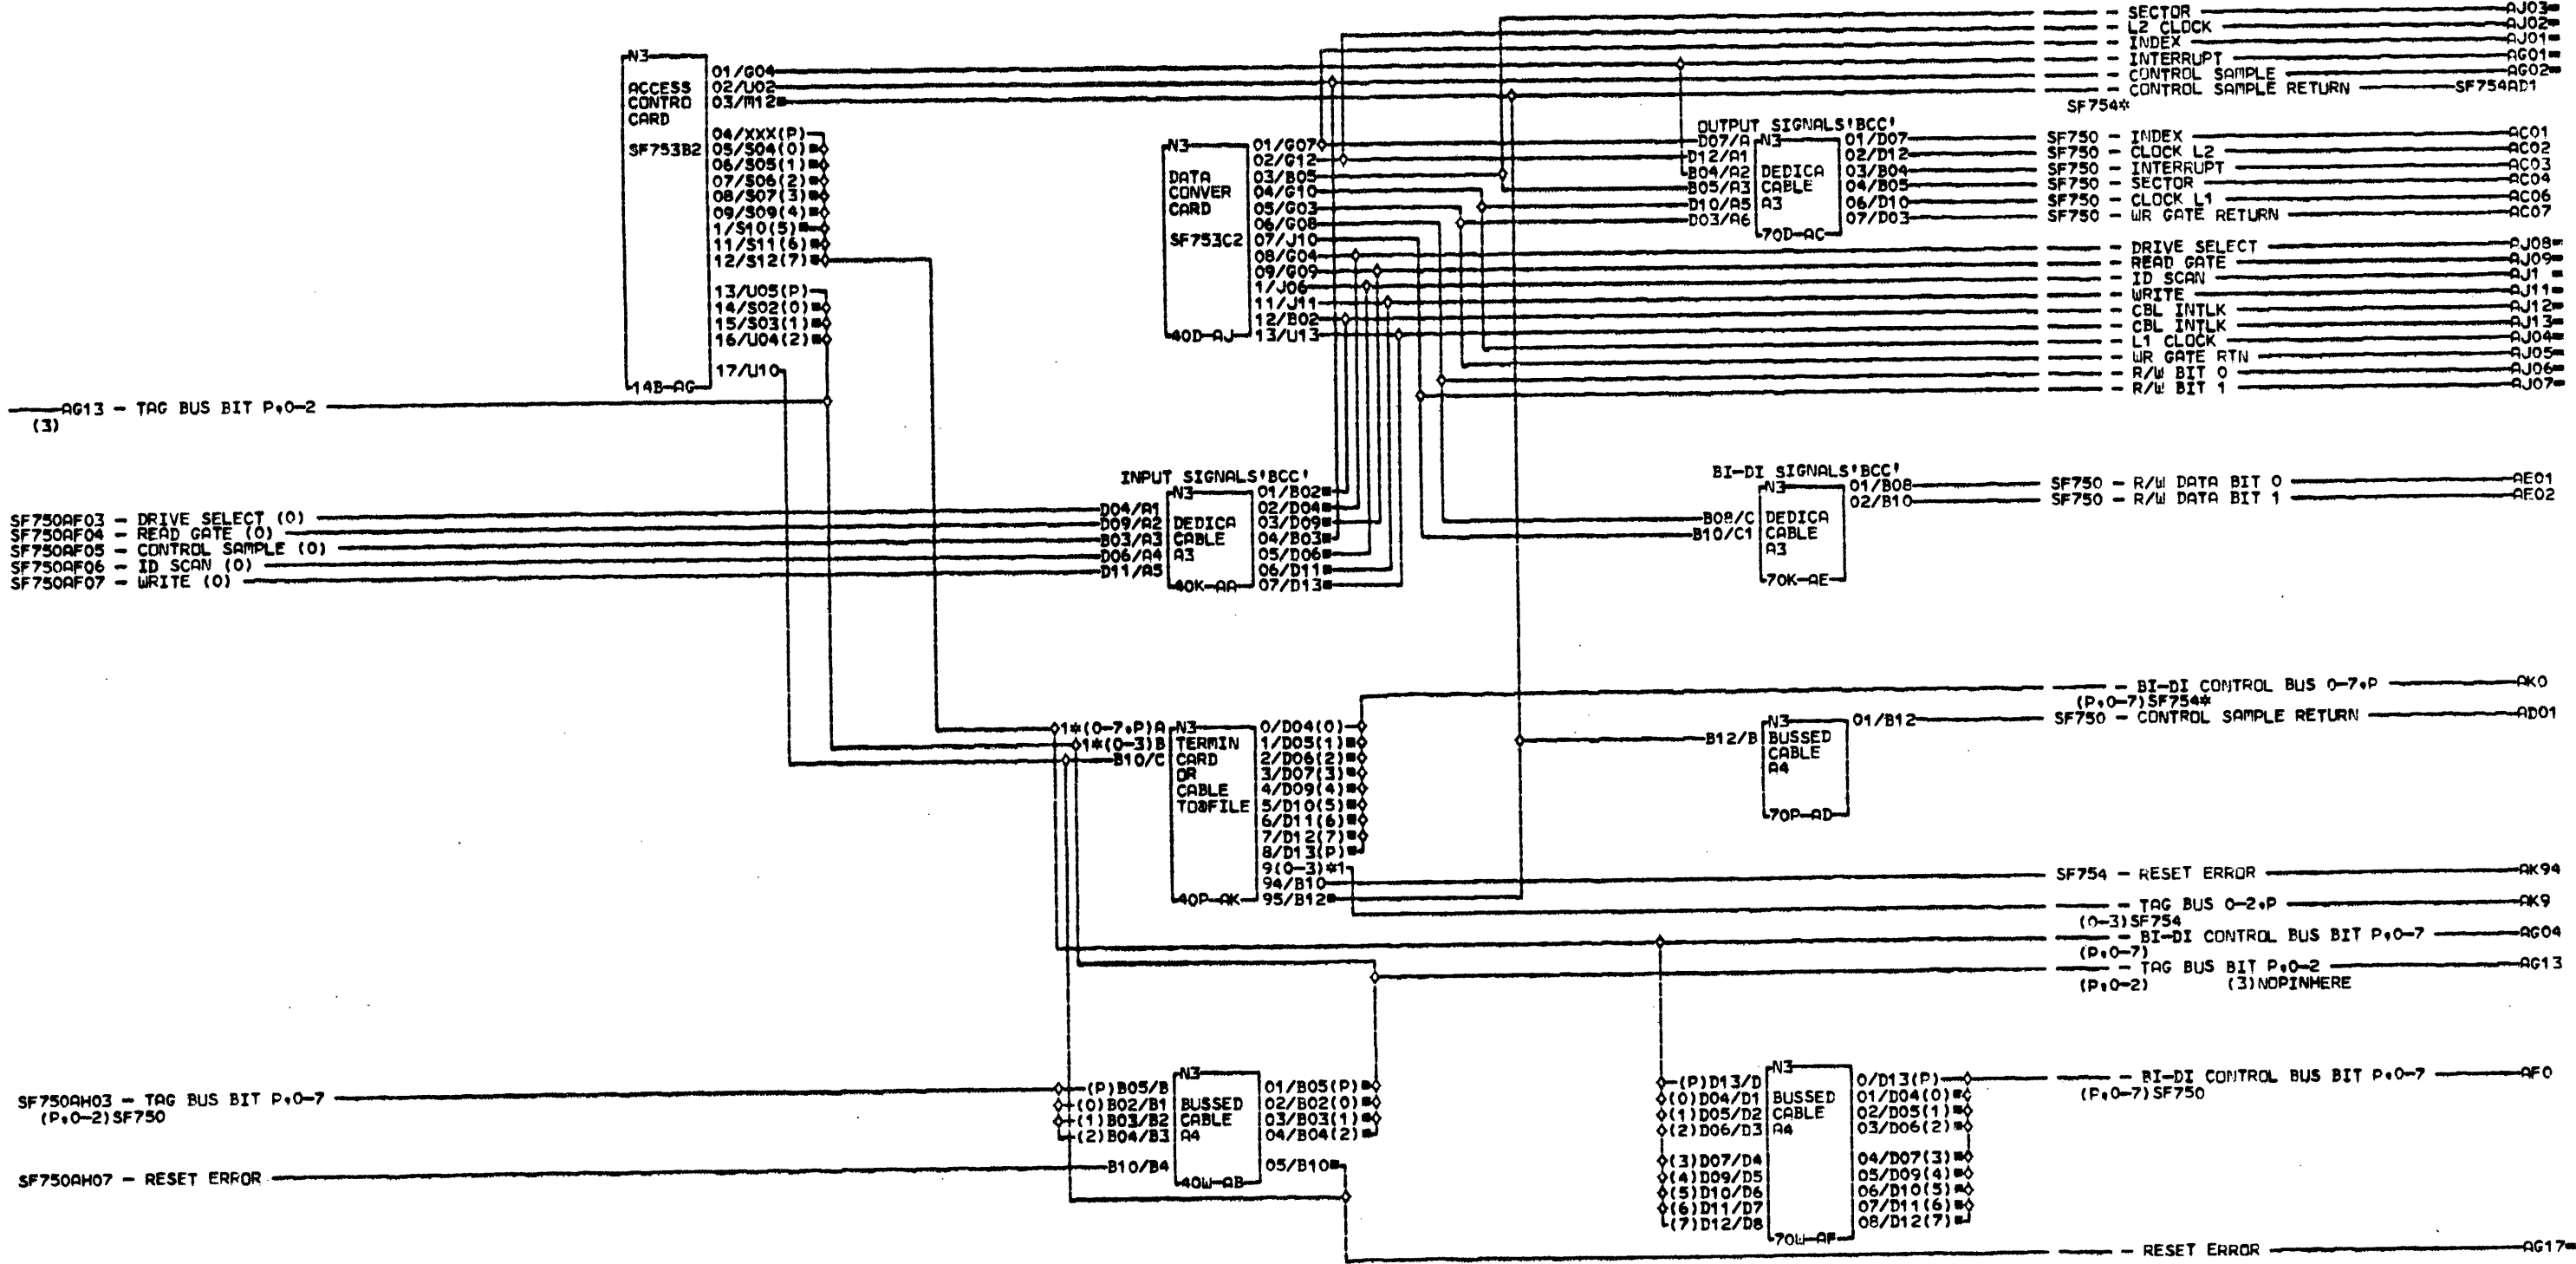 - SECTOR AJ03
- L2 CLOCK AJ02
- INDEX AJ01
- INTERRUPT AG01
- CONTROL SAMPLE AG02
- CONTROL SAMPLE RETURN SF754AD1
SF754*
N3
ACCESS
CONTRO
CARD
SF753B2
14B-AG
01/G04
02/U02
03/M12
04/XXX(P)
05/S04(0)
06/S05(1)
07/S06(2)
08/S07(3)
09/S09(4)
1/S10(5)
11/S11(6)
12/S12(7)
13/U05(P)
14/S02(0)
15/S03(1)
16/U04(2)
17/U10
N3
DATA
CONVER
CARD
SF753C2
40D-AJ
01/G07
02/G12
03/B05
04/G10
05/G03
06/G08
07/J10
08/G04
09/G09
1/J06
11/J11
12/B02
13/U13
OUTPUT SIGNALS'BCC'
D07/A
D12/A1
B04/A2
B05/A3
D10/A5
D03/A6
N3
DEDICA
CABLE
A3
70D-AC
01/D07
02/D12
03/B04
04/B05
06/D10
07/D03
SF750 - INDEX AC01
SF750 - CLOCK L2 AC02
SF750 - INTERRUPT AC03
SF750 - SECTOR AC04
SF750 - CLOCK L1 AC06
SF750 - WR GATE RETURN AC07
- DRIVE SELECT AJ08
- READ GATE AJ09
- ID SCAN AJ1
- WRITE AJ11
- CBL INTLK AJ12
- CBL INTLK AJ13
- L1 CLOCK AJ04
- WR GATE RTN AJ05
- R/W BIT 0 AJ06
- R/W BIT 1 AJ07
AG13 - TAG BUS BIT P,0-2
(3)
INPUT SIGNALS'BCC'
SF750AF03 - DRIVE SELECT (0)
SF750AF04 - READ GATE (0)
SF750AF05 - CONTROL SAMPLE (0)
SF750AF06 - ID SCAN (0)
SF750AF07 - WRITE (0)
D04/A1
D09/A2
B03/A3
D06/A4
D11/A5
N3
DEDICA
CABLE
A3
40K-AA
01/B02
02/D04
03/D09
04/B03
05/D06
06/D11
07/D13
BI-DI SIGNALS'BCC'
B08/C
B10/C1
N3
DEDICA
CABLE
A3
70K-AE
01/B08
02/B10
SF750 - R/W DATA BIT 0 AE01
SF750 - R/W DATA BIT 1 AE02
1*(0-7,P)A
1*(0-3)B
B10/C
N3
TERMIN
CARD
OR
CABLE
TO@FILE
40P-AK
0/D04(0)
1/D05(1)
2/D06(2)
3/D07(3)
4/D09(4)
5/D10(5)
6/D11(6)
7/D12(7)
8/D13(P)
9(0-3)*1
94/B10
95/B12
B12/B
N3
BUSSED
CABLE
A4
70P-AD
01/B12
- BI-DI CONTROL BUS 0-7,P AK0
(P,0-7)SF754*
SF750 - CONTROL SAMPLE RETURN AD01
SF754 - RESET ERROR AK94
- TAG BUS 0-2,P AK9
(0-3)SF754
- BI-DI CONTROL BUS BIT P,0-7 AG04
(P,0-7)
- TAG BUS BIT P,0-2 AG13
(P,0-2) (3)NOPINHERE
SF750AH03 - TAG BUS BIT P,0-7
(P,0-2)SF750
SF750AH07 - RESET ERROR
(P)B05/B
(0)B02/B1
(1)B03/B2
(2)B04/B3
B10/B4
N3
BUSSED
CABLE
A4
40W-AB
01/B05(P)
02/B02(0)
03/B03(1)
04/B04(2)
05/B10
(P)D13/D
(0)D04/D1
(1)D05/D2
(2)D06/D3
(3)D07/D4
(4)D09/D5
(5)D10/D6
(6)D11/D7
(7)D12/D8
N3
BUSSED
CABLE
A4
70W-AF
0/D13(P)
01/D04(0)
02/D05(1)
03/D06(2)
04/D07(3)
05/D09(4)
06/D10(5)
07/D11(6)
08/D12(7)
- BI-DI CONTROL BUS BIT P,0-7 AF0
(P,0-7)SF750
- RESET ERROR AG17